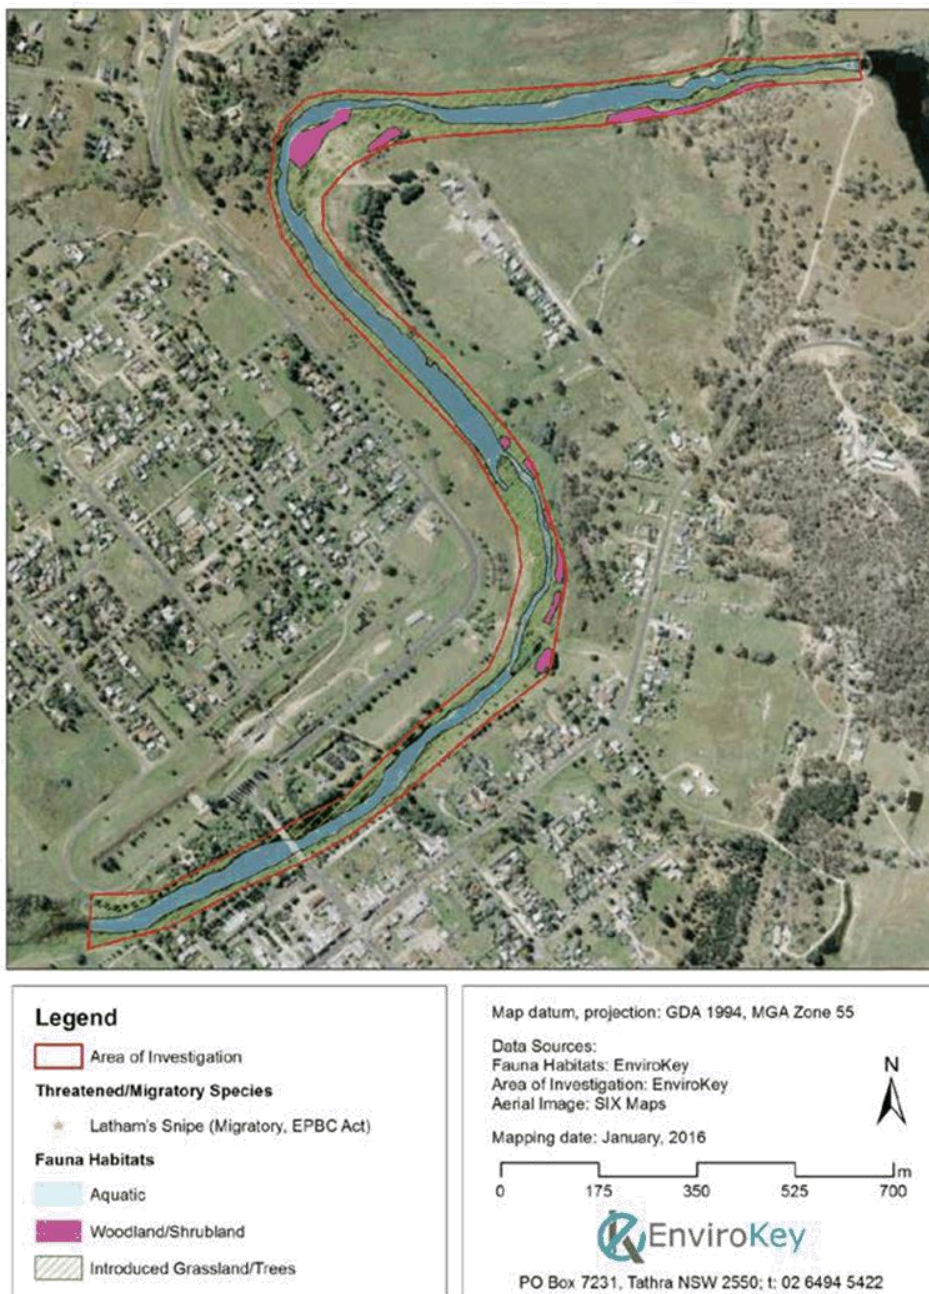 Legend
Area of Investigation
Threatened/Migratory Species
Latham's Snipe (Migratory, EPBC Act)
Fauna Habitats
Aquatic
Woodland/Shrubland
Introduced Grassland/Trees
Map datum, projection: GDA 1994, MGA Zone 55
Data Sources:
Fauna Habitats: EnviroKey
Area of Investigation: EnviroKey
Aerial Image: SIX Maps
Mapping date: January, 2016
N
m
0 175 350 525 700
EnviroKey
PO Box 7231, Tathra NSW 2550; t: 02 6494 5422